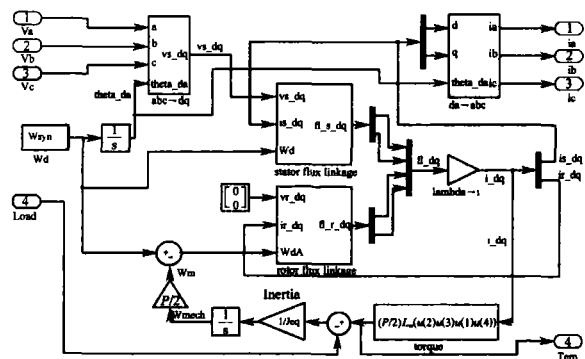 1
Va
2
Vb
3
Vc
a
b
c
theta_da
abc→dq
vs_dq
vs_dq
theta_da
d
q
theta_da
ia
ib
ic
da→abc
1
ia
2
ib
3
ic
Wsyn
Wd
1
s
vs_dq
is_dq
Wd
fl_s_dq
stator flux linkage
fl_dq
lambda→i
i_dq
is_dq
ir_dq
4
Load
0
0
vr_dq
ir_dq
WdA
fl_r_dq
rotor flux linkage
i_dq
Wm
P/2
Wmech
1
s
Inertia
1/Jeq
torque
4
Tem